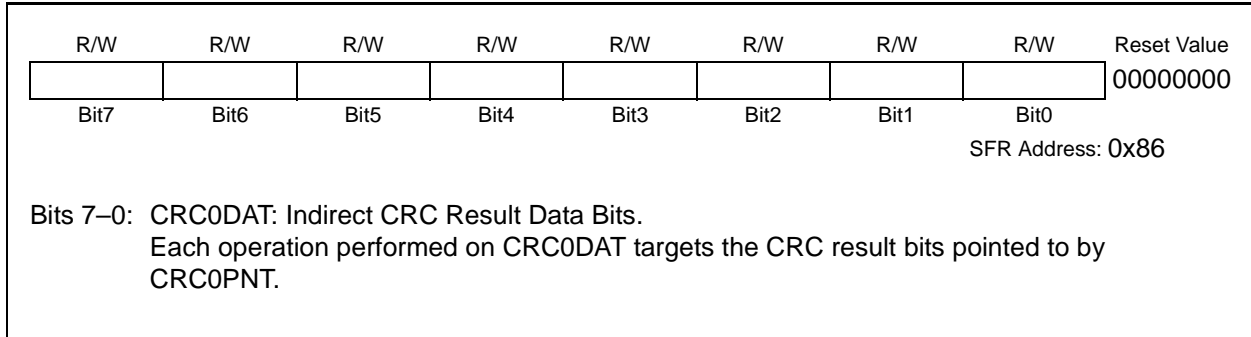 R/W R/W R/W R/W R/W R/W R/W R/W Reset Value
00000000
Bit7 Bit6 Bit5 Bit4 Bit3 Bit2 Bit1 Bit0
SFR Address: 0x86
Bits 7–0: CRC0DAT: Indirect CRC Result Data Bits.
Each operation performed on CRC0DAT targets the CRC result bits pointed to by
CRC0PNT.